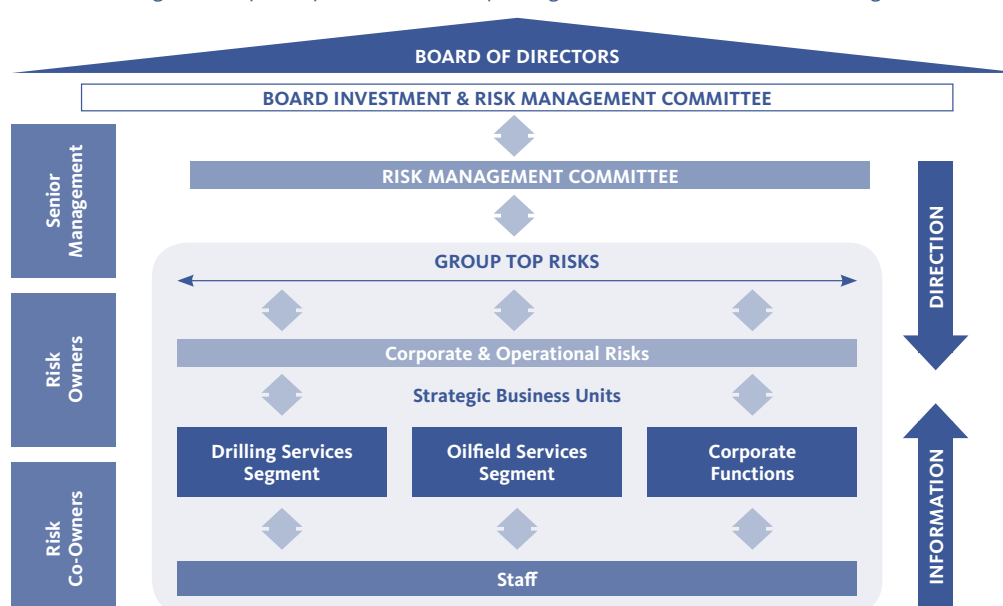 BOARD OF DIRECTORS
BOARD INVESTMENT & RISK MANAGEMENT COMMITTEE
Senior
Management
RISK MANAGEMENT COMMITTEE
GROUP TOP RISKS
DIRECTION
Risk
Owners
Corporate & Operational Risks
Strategic Business Units
Drilling Services
Segment
Oilfield Services
Segment
Corporate
Functions
Risk
Co-Owners
INFORMATION
Staff